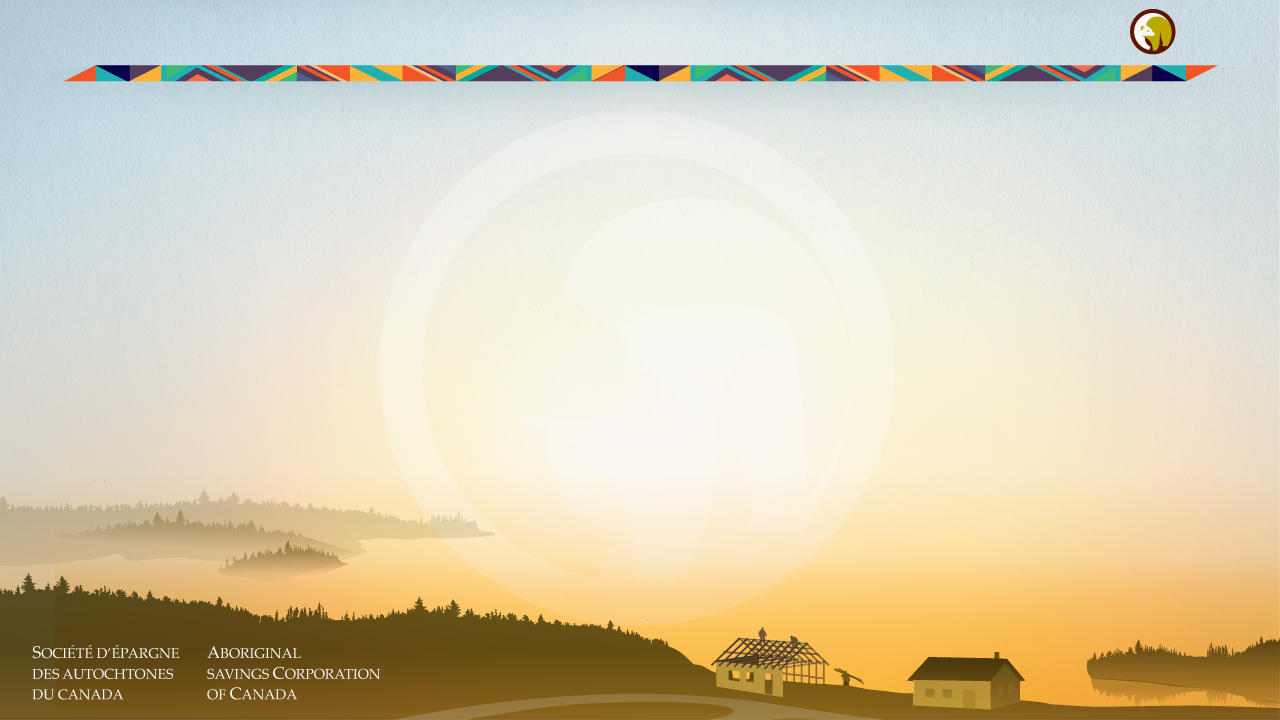 SOCIÉTÉ D'ÉPARGNE
DES AUTOCHTONES
DU CANADA
ABORIGINAL
SAVINGS CORPORATION
OF CANADA